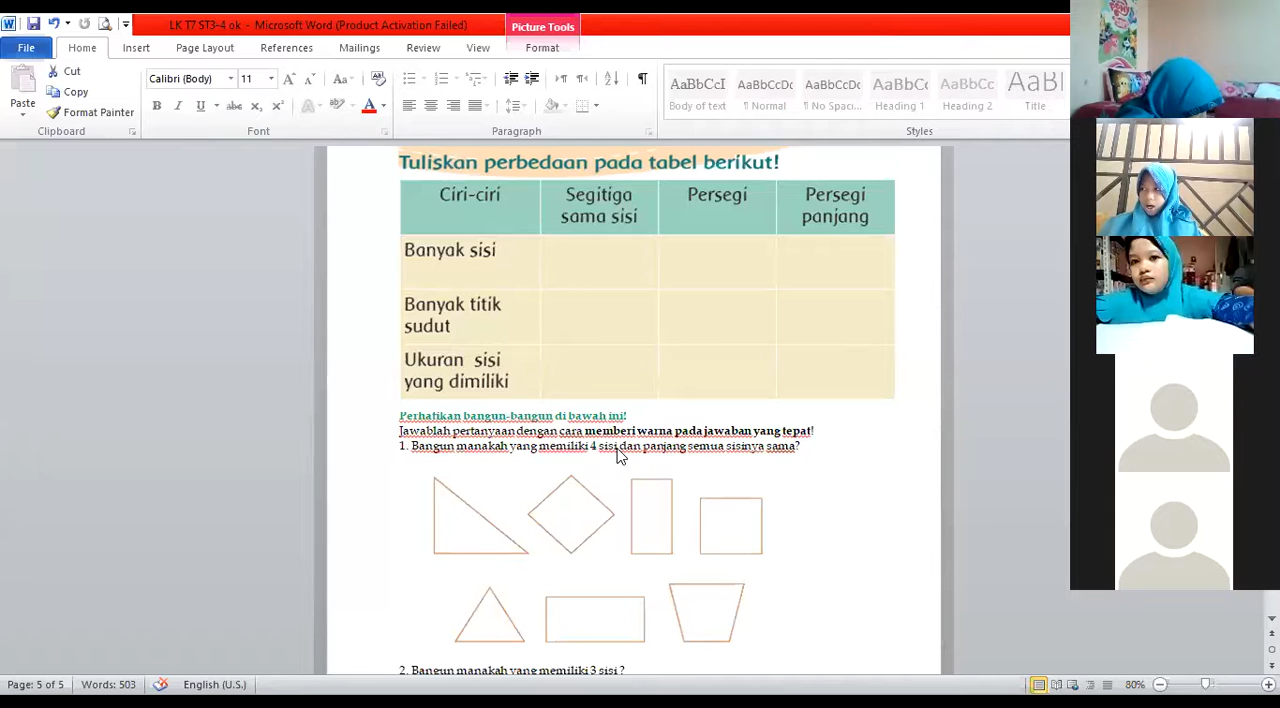 LK T7 ST3-4 ok - Microsoft Word (Product Activation Failed)
Picture Tools
File
Home
Insert
Page Layout
References
Mailings
Review
View
Format
Paste
Cut
Copy
Format Painter
Clipboard
Calibri (Body)
11
Font
Paragraph
AaBbCcI
Body of text
AaBbCcDc
¶ Normal
AaBbCcDc
¶ No Spaci...
AaBbCc
Heading 1
AaBbCc
Heading 2
AaBl
Title
Styles
Tuliskan perbedaan pada tabel berikut!
Ciri-ciri
Segitiga
sama sisi
Persegi
Persegi
panjang
Banyak sisi
Banyak titik
sudut
Ukuran sisi
yang dimiliki
Perhatikan bangun-bangun di bawah ini!
Jawablah pertanyaan dengan cara memberi warna pada jawaban yang tepat!
1. Bangun manakah yang memiliki 4 sisi dan panjang semua sisinya sama?
2. Bangun manakah yang memiliki 3 sisi ?
Page: 5 of 5
Words: 503
English (U.S.)
80%